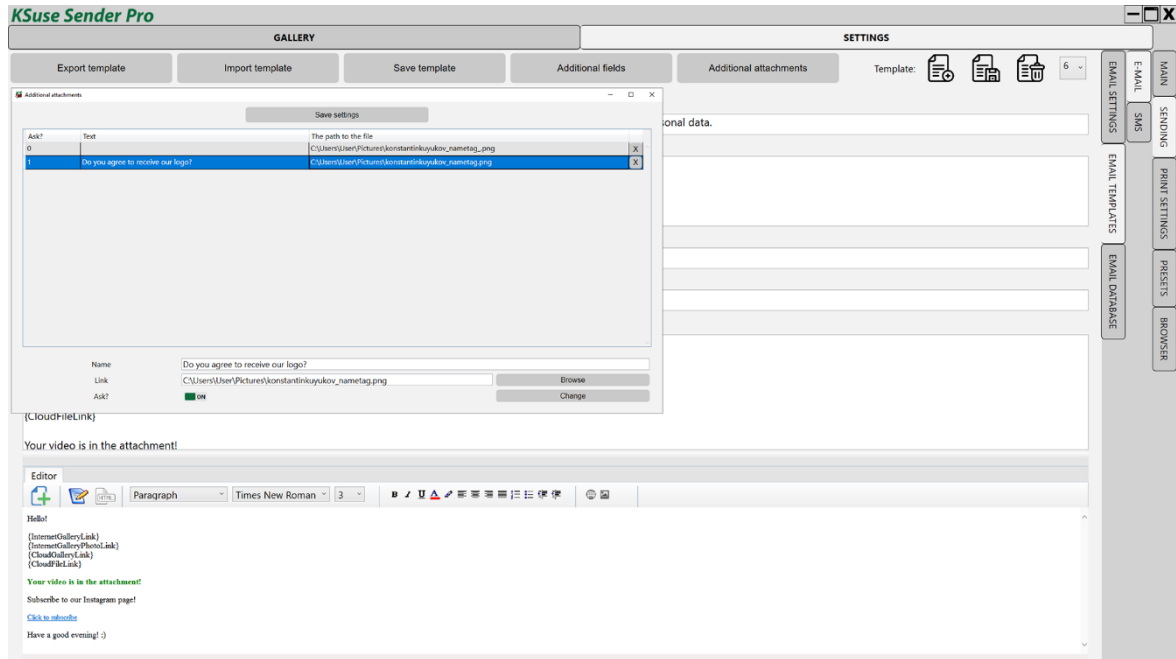 KSuse Sender Pro
X
GALLERY
SETTINGS
Export template
Import template
Save template
Additional fields
Additional attachments
Template:
6
Additional attachments
Save settings
Ask?
Text
The path to the file
0
C:\Users\User\Pictures\konstantinkuyukov_nametag_.png
X
1
Do you agree to receive our logo?
C:\Users\User\Pictures\konstantinkuyukov_nametag.png
X
Name
Do you agree to receive our logo?
Link
C:\Users\User\Pictures\konstantinkuyukov_nametag.png
Browse
Ask?
ON
Change
sonal data.
{CloudFileLink}
Your video is in the attachment!
Editor
HTML
Paragraph
Times New Roman
3
B I U A
Hello!
{InternetGalleryLink}
{InternetGalleryPhotoLink}
{CloudGalleryLink}
{CloudFileLink}
Your video is in the attachment!
Subscribe to our Instagram page!
Click to subscribe
Have a good evening! :)
EMAIL SETTINGS
EMAIL TEMPLATES
EMAIL DATABASE
E-MAIL
SMS
MAIN
SENDING
PRINT SETTINGS
PRESETS
BROWSER